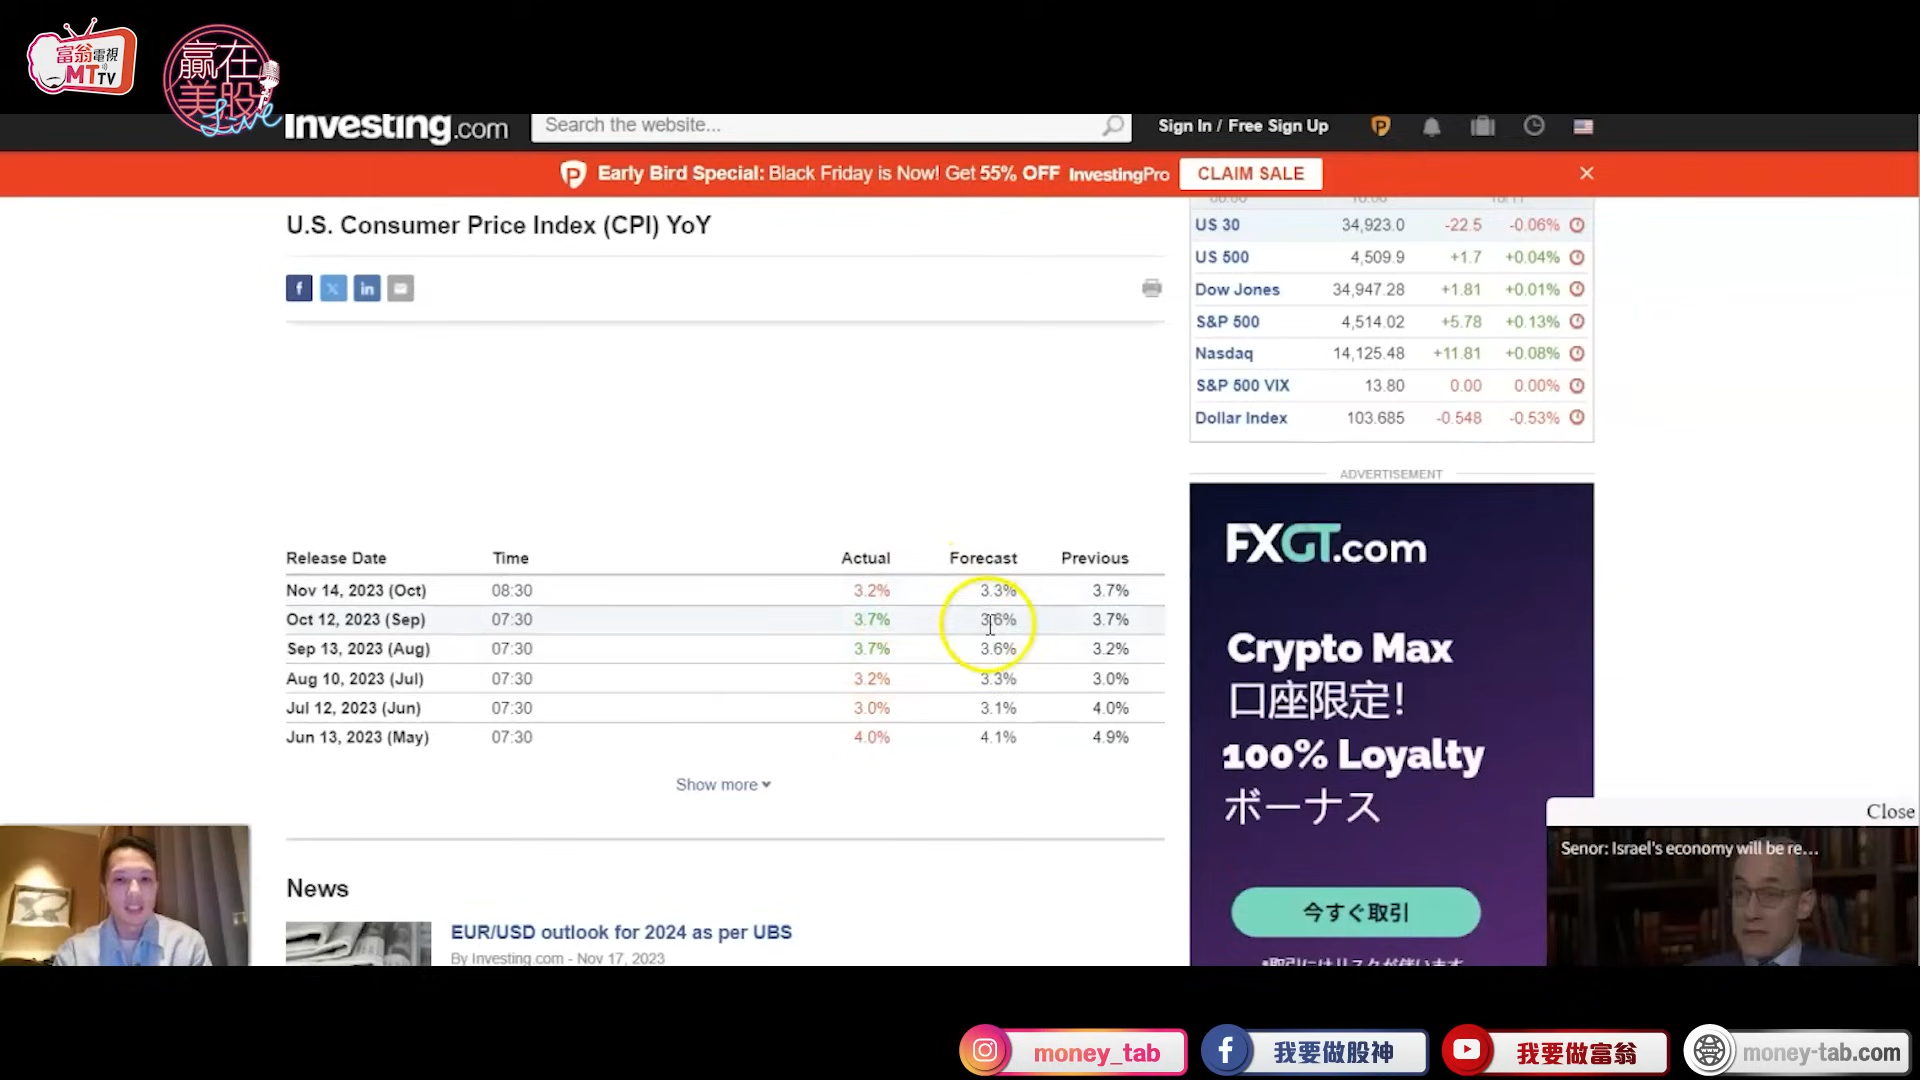 富翁電視
MTTV
贏在
美股
Live
Investing.com
Search the website...
Sign In / Free Sign Up
Early Bird Special: Black Friday is Now! Get 55% OFF InvestingPro
CLAIM SALE
U.S. Consumer Price Index (CPI) YoY
US 30 34,923.0 -22.5 -0.06%
US 500 4,509.9 +1.7 +0.04%
Dow Jones 34,947.28 +1.81 +0.01%
S&P 500 4,514.02 +5.78 +0.13%
Nasdaq 14,125.48 +11.81 +0.08%
S&P 500 VIX 13.80 0.00 0.00%
Dollar Index 103.685 -0.548 -0.53%
ADVERTISEMENT
Release Date Time Actual Forecast Previous
Nov 14, 2023 (Oct) 08:30 3.2% 3.3% 3.7%
Oct 12, 2023 (Sep) 07:30 3.7% 3.6% 3.7%
Sep 13, 2023 (Aug) 07:30 3.7% 3.6% 3.2%
Aug 10, 2023 (Jul) 07:30 3.2% 3.3% 3.0%
Jul 12, 2023 (Jun) 07:30 3.0% 3.1% 4.0%
Jun 13, 2023 (May) 07:30 4.0% 4.1% 4.9%
Show more
FXGT.com
Crypto Max
口座限定!
100% Loyalty
ボーナス
今すぐ取引
*取引にはリスクが伴います
Close
Senor: Israel's economy will be re...
News
EUR/USD outlook for 2024 as per UBS
By Investing.com - Nov 17, 2023
money_tab
我要做股神
我要做富翁
money-tab.com